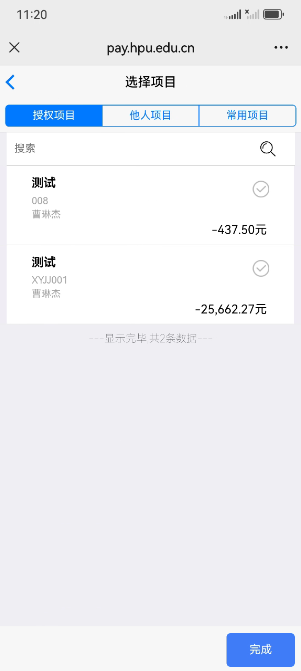 11:20
pay.hpu.edu.cn
选择项目
授权项目 他人项目 常用项目
搜索
测试
008
曹琳杰
-437.50元
测试
XYJJ001
曹琳杰
-25,662.27元
---显示完毕.共2条数据---
完成